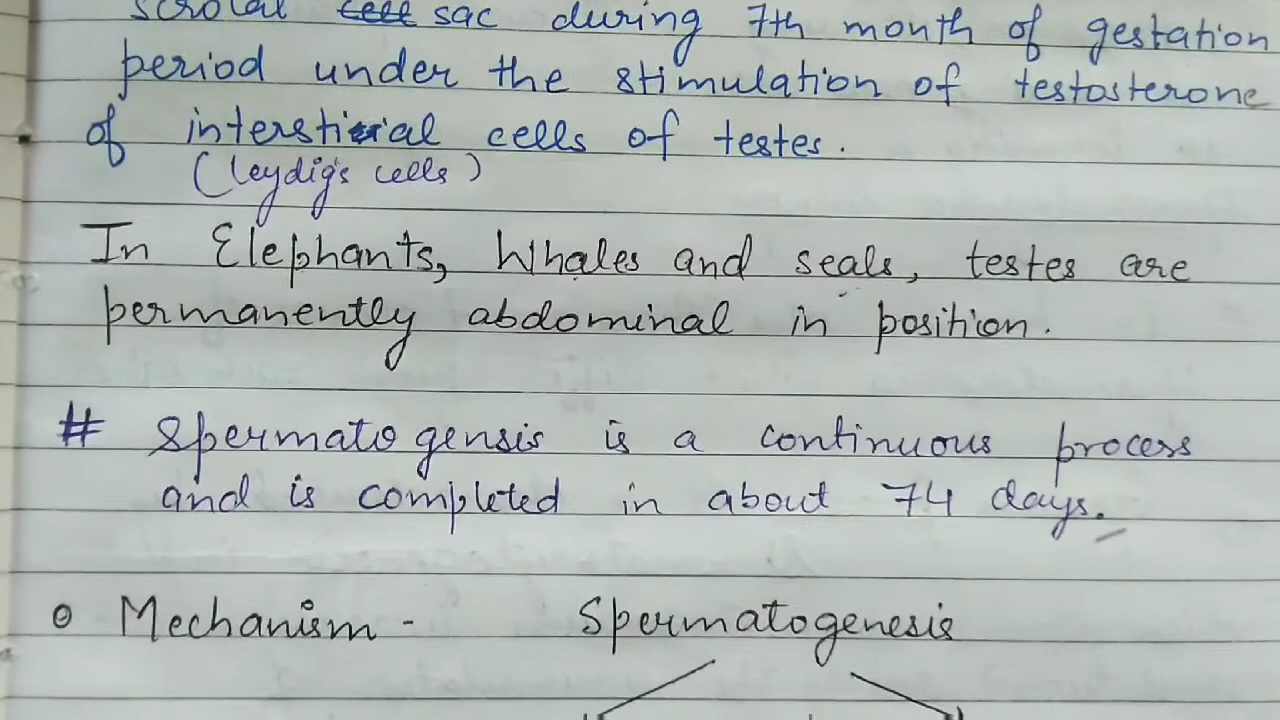 scrotal sac during 7th month of gestation
period under the stimulation of testosterone
of interstitial cells of testes.
(leydig's cells)
In Elephants, Whales and seals, testes are
permanently abdominal in position.
# Spermatogensis is a continuous process
and is completed in about 74 days.
o Mechanism - Spermatogenesis